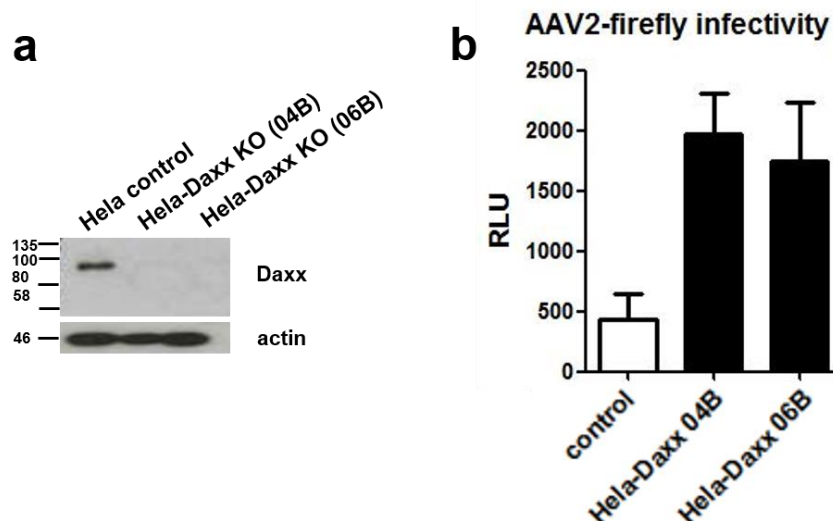 a
Hela control
Hela-Daxx KO (04B)
Hela-Daxx KO (06B)
135
100
80
58
Daxx
46
actin
b
AAV2-firefly infectivity
RLU
2500
2000
1500
1000
500
0
control
Hela-Daxx 04B
Hela-Daxx 06B